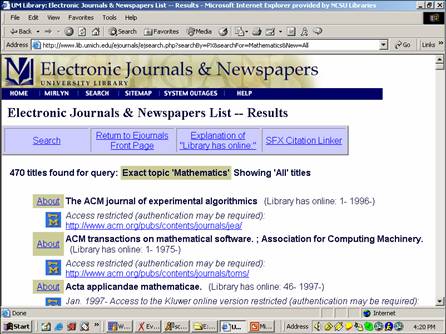 UM Library: Electronic Journals & Newspapers List -- Results - Microsoft Internet Explorer provided by NCSU Libraries
File Edit View Favorites Tools Help
Back Search Favorites Media
Address http://www.lib.umich.edu/ejournals/ejsearch.php?searchBy=PX&searchFor=Mathematics&New=All Go Links
Electronic Journals & Newspapers
UNIVERSITY LIBRARY
HOME MIRLYN SEARCH SITEMAP SYSTEM OUTAGES HELP
Electronic Journals & Newspapers List -- Results
Search Return to Ejournals Front Page Explanation of "Library has online:" SFX Citation Linker
470 titles found for query: Exact topic 'Mathematics' Showing 'All' titles
About The ACM journal of experimental algorithmics (Library has online: 1- 1996-)
Access restricted (authentication may be required):
http://www.acm.org/pubs/contents/journals/jea/
About ACM transactions on mathematical software. ; Association for Computing Machinery.
(Library has online: 1- 1975-)
Access restricted (authentication may be required):
http://www.acm.org/pubs/contents/journals/toms/
About Acta applicandae mathematicae. (Library has online: 46- 1997-)
Jan. 1997- Access to the Kluwer online version restricted (authentication may be required):
Done Internet
Start Address 4:20 PM